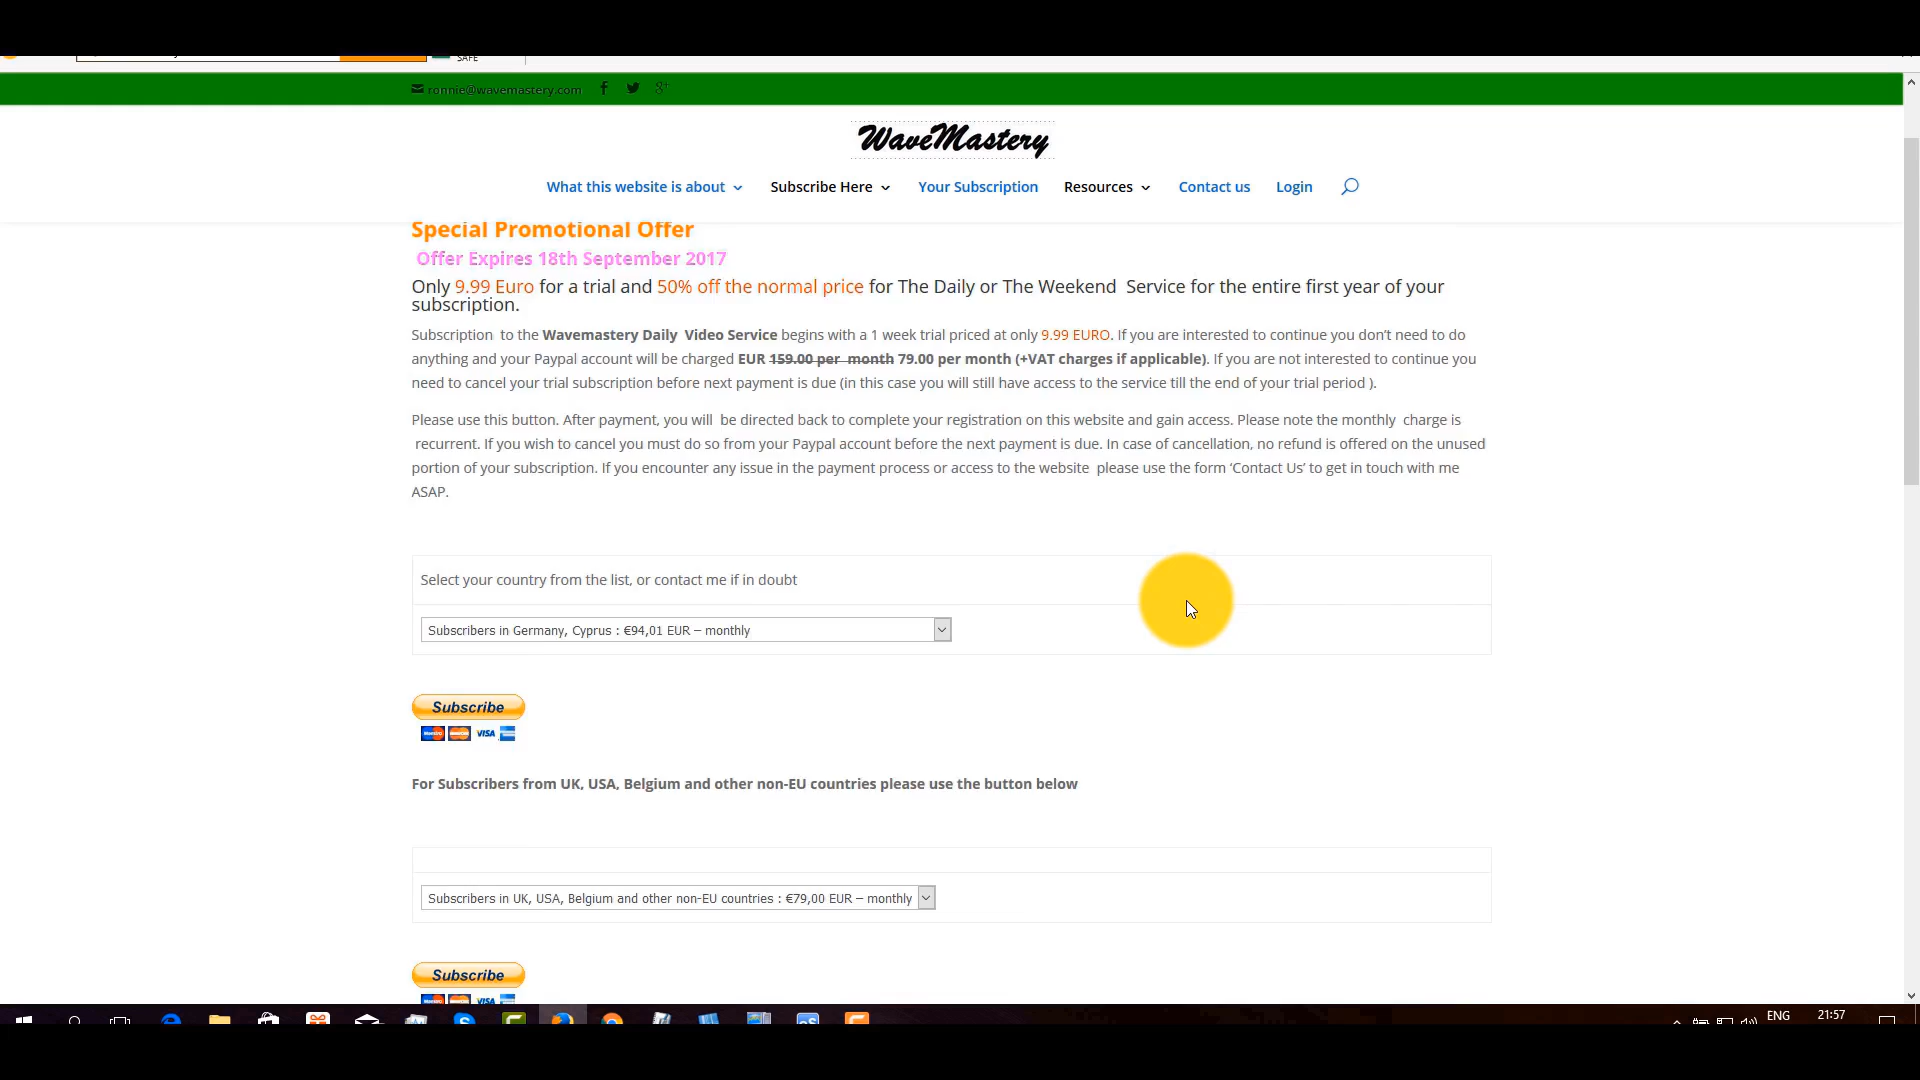 SAFE
ronnie@wavemastery.com
WaveMastery
What this website is about Subscribe Here Your Subscription Resources Contact us Login
Special Promotional Offer
Offer Expires 18th September 2017
Only 9.99 Euro for a trial and 50% off the normal price for The Daily or The Weekend Service for the entire first year of your
subscription.
Subscription to the Wavemastery Daily Video Service begins with a 1 week trial priced at only 9.99 EURO. If you are interested to continue you don’t need to do
anything and your Paypal account will be charged EUR 159.00 per month 79.00 per month (+VAT charges if applicable). If you are not interested to continue you
need to cancel your trial subscription before next payment is due (in this case you will still have access to the service till the end of your trial period ).
Please use this button. After payment, you will be directed back to complete your registration on this website and gain access. Please note the monthly charge is
recurrent. If you wish to cancel you must do so from your Paypal account before the next payment is due. In case of cancellation, no refund is offered on the unused
portion of your subscription. If you encounter any issue in the payment process or access to the website please use the form ‘Contact Us’ to get in touch with me
ASAP.
Select your country from the list, or contact me if in doubt
Subscribers in Germany, Cyprus : €94,01 EUR – monthly
Subscribe
VISA
For Subscribers from UK, USA, Belgium and other non-EU countries please use the button below
Subscribers in UK, USA, Belgium and other non-EU countries : €79,00 EUR – monthly
Subscribe
VISA
ENG 21:57